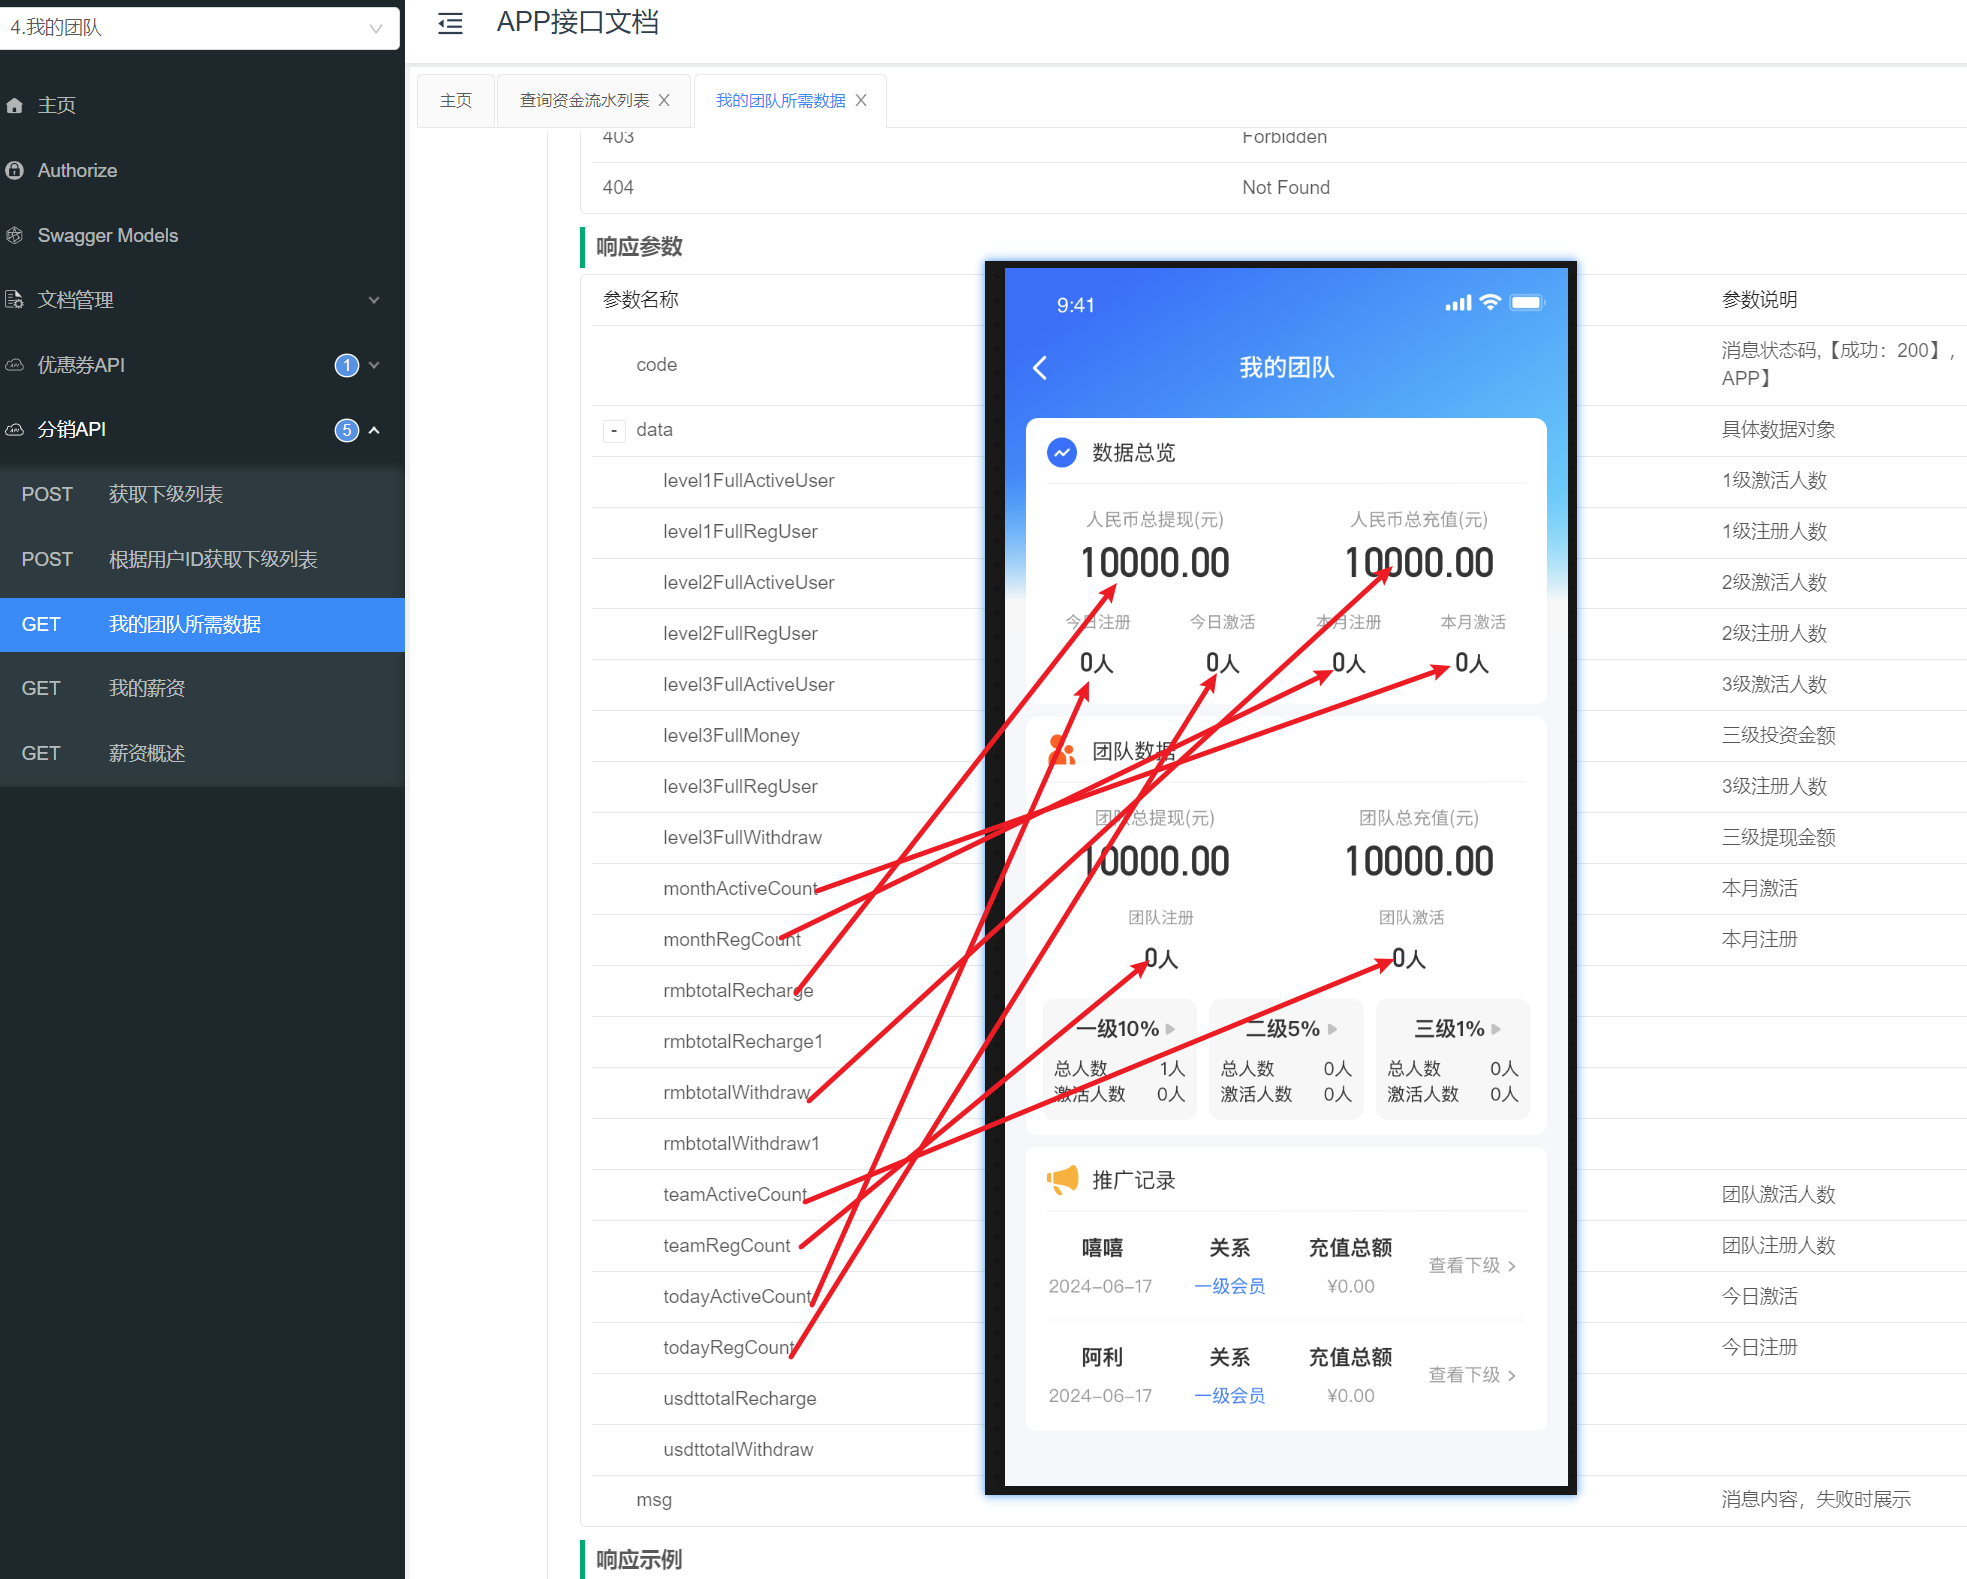 4.我的团队
主页
Authorize
Swagger Models
文档管理
优惠券API 1
分销API 5
POST 获取下级列表
POST 根据用户ID获取下级列表
GET 我的团队所需数据
GET 我的薪资
GET 薪资概述
APP接口文档
主页 查询资金流水列表 X 我的团队所需数据 X
403 Forbidden
404 Not Found
响应参数
参数名称 参数说明
code 消息状态码,【成功：200】,
APP】
- data 具体数据对象
level1FullActiveUser 1级激活人数
level1FullRegUser 1级注册人数
level2FullActiveUser 2级激活人数
level2FullRegUser 2级注册人数
level3FullActiveUser 3级激活人数
level3FullMoney 三级投资金额
level3FullRegUser 3级注册人数
level3FullWithdraw 三级提现金额
monthActiveCount 本月激活
monthRegCount 本月注册
rmbtotalRecharge
rmbtotalRecharge1
rmbtotalWithdraw
rmbtotalWithdraw1
teamActiveCount 团队激活人数
teamRegCount 团队注册人数
todayActiveCount 今日激活
todayRegCount 今日注册
usdttotalRecharge
usdttotalWithdraw
msg 消息内容，失败时展示
响应示例
9:41
我的团队
数据总览
人民币总提现(元) 人民币总充值(元)
10000.00 10000.00
今日注册 今日激活 本月注册 本月激活
0人 0人 0人 0人
团队数据
团队总提现(元) 团队总充值(元)
10000.00 10000.00
团队注册 团队激活
0人 0人
一级10% 二级5% 三级1%
总人数 1人 总人数 0人 总人数 0人
激活人数 0人 激活人数 0人 激活人数 0人
推广记录
嘻嘻 关系 充值总额 查看下级
2024-06-17 一级会员 ¥0.00
阿利 关系 充值总额 查看下级
2024-06-17 一级会员 ¥0.00